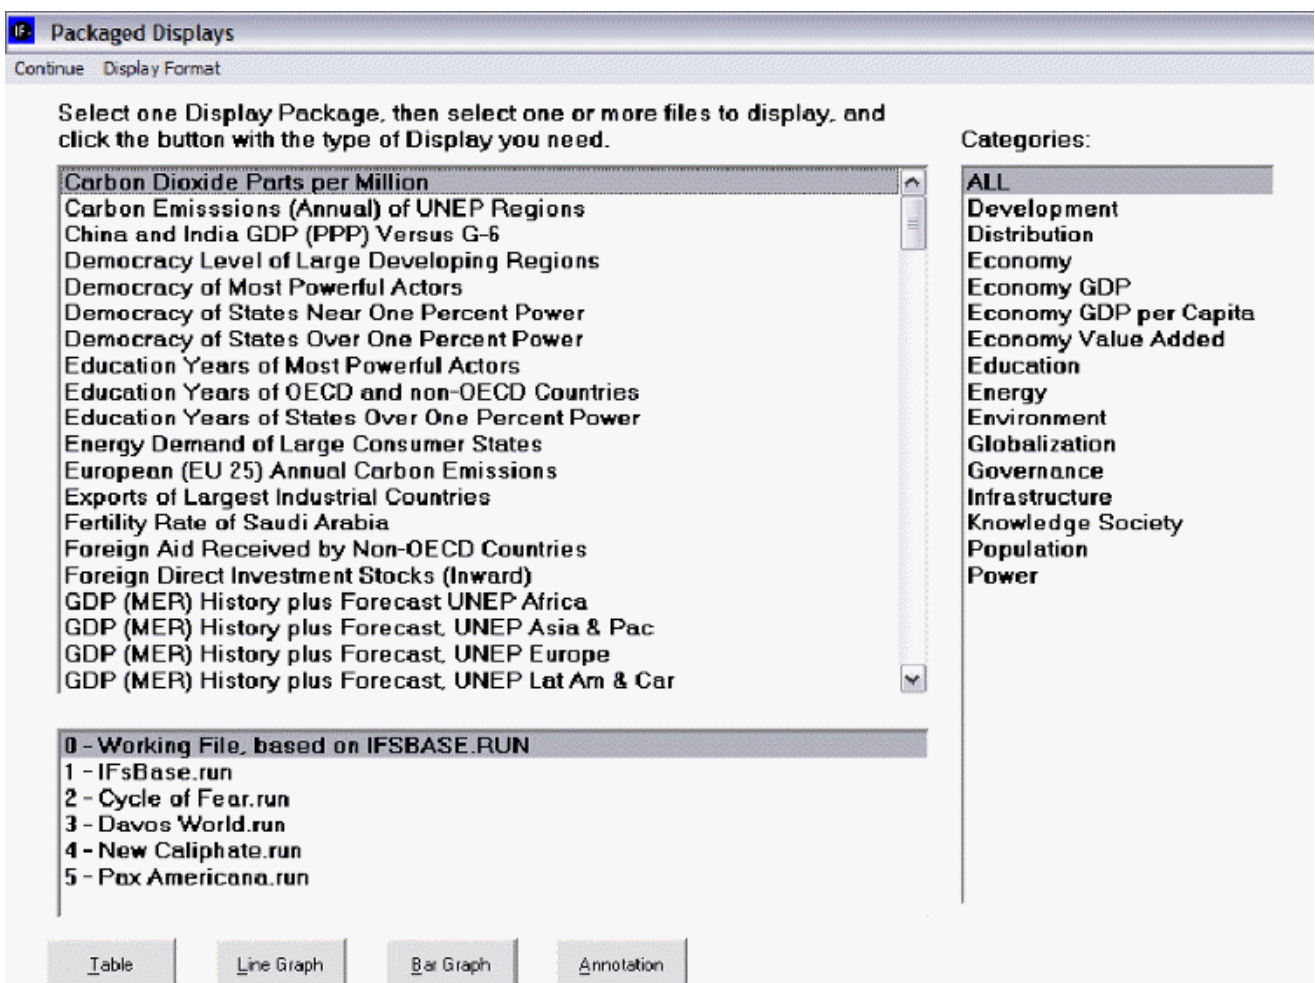 IFs Packaged Displays
Continue Display Format
Select one Display Package, then select one or more files to display, and
click the button with the type of Display you need.
Carbon Dioxide Parts per Million
Carbon Emisssions (Annual) of UNEP Regions
China and India GDP (PPP) Versus G-6
Democracy Level of Large Developing Regions
Democracy of Most Powerful Actors
Democracy of States Near One Percent Power
Democracy of States Over One Percent Power
Education Years of Most Powerful Actors
Education Years of OECD and non-OECD Countries
Education Years of States Over One Percent Power
Energy Demand of Large Consumer States
European (EU 25) Annual Carbon Emissions
Exports of Largest Industrial Countries
Fertility Rate of Saudi Arabia
Foreign Aid Received by Non-OECD Countries
Foreign Direct Investment Stocks (Inward)
GDP (MER) History plus Forecast UNEP Africa
GDP (MER) History plus Forecast, UNEP Asia & Pac
GDP (MER) History plus Forecast, UNEP Europe
GDP (MER) History plus Forecast, UNEP Lat Am & Car
Categories:
ALL
Development
Distribution
Economy
Economy GDP
Economy GDP per Capita
Economy Value Added
Education
Energy
Environment
Globalization
Governance
Infrastructure
Knowledge Society
Population
Power
0 - Working File, based on IFSBASE.RUN
1 - IFsBase.run
2 - Cycle of Fear.run
3 - Davos World.run
4 - New Caliphate.run
5 - Pax Americana.run
Table Line Graph Bar Graph Annotation